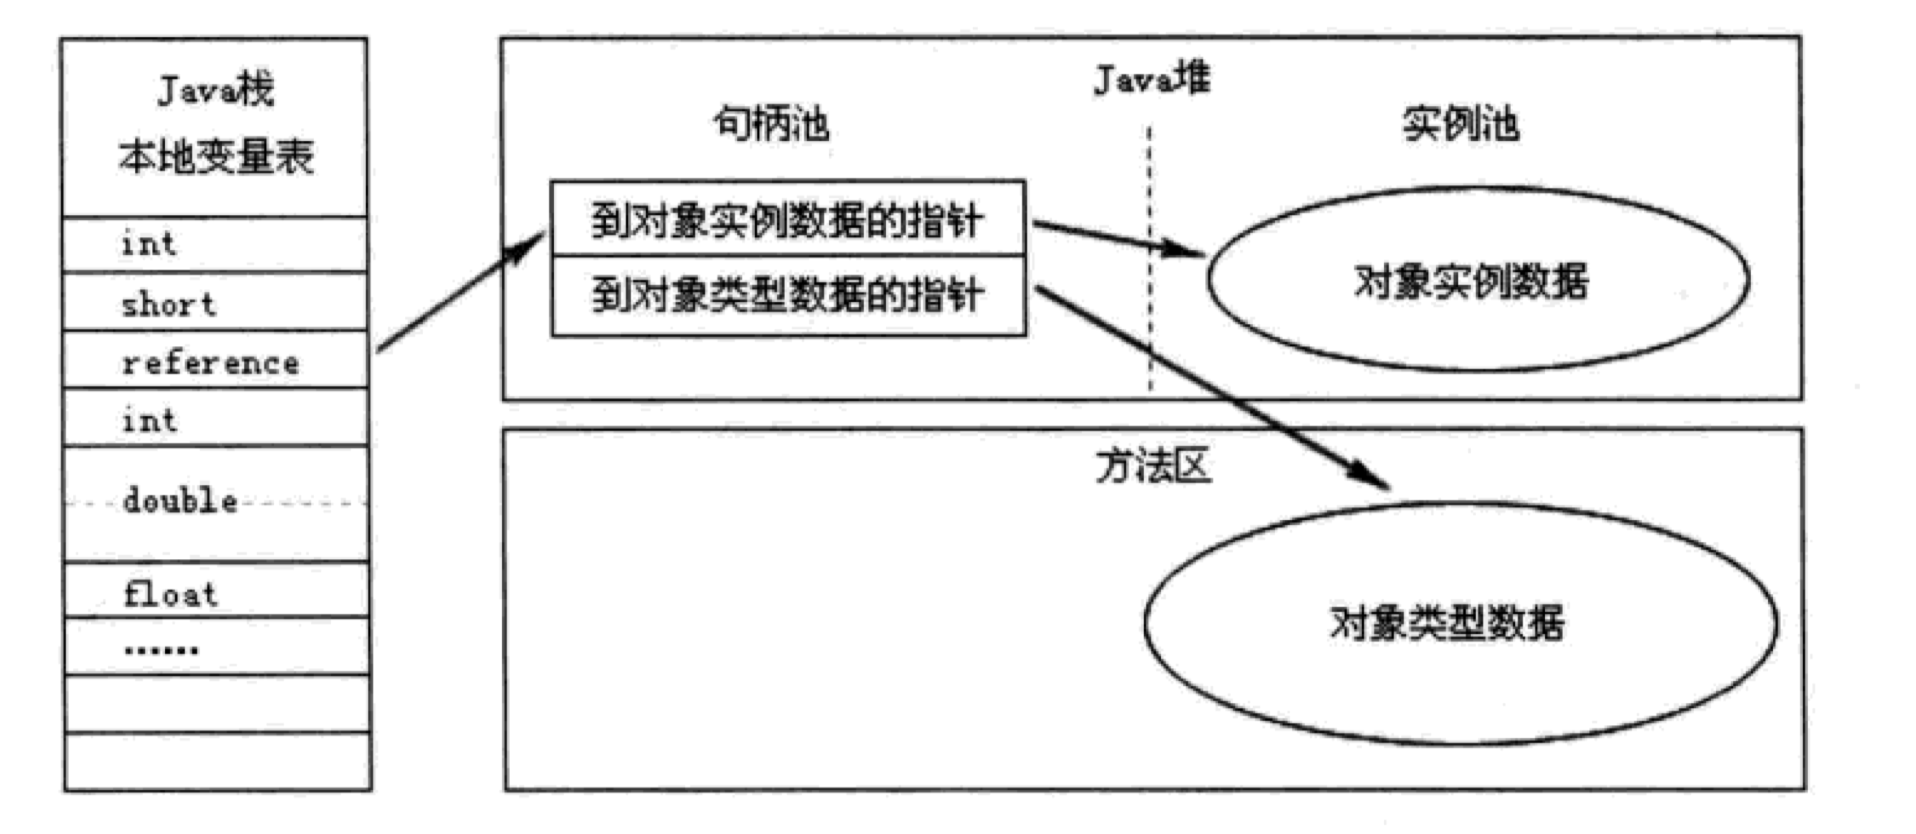 Java栈
本地变量表
int
short
reference
int
double
float
······
Java堆
句柄池
实例池
到对象实例数据的指针
到对象类型数据的指针
对象实例数据
方法区
对象类型数据